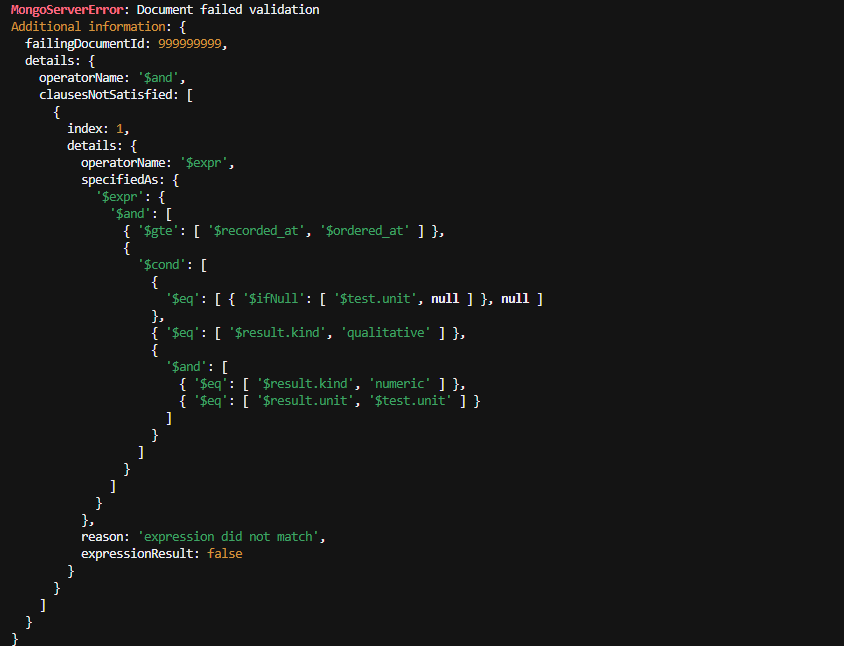 MongoServerError: Document failed validation
Additional information: {
  failingDocumentId: 999999999,
  details: {
    operatorName: '$and',
    clausesNotSatisfied: [
      {
        index: 1,
        details: {
          operatorName: '$expr',
          specifiedAs: {
            '$expr': {
              '$and': [
                { '$gte': [ '$recorded_at', '$ordered_at' ] },
                {
                  '$cond': [
                    {
                      '$eq': [ { '$ifNull': [ '$test.unit', null ] }, null ]
                    },
                    { '$eq': [ '$result.kind', 'qualitative' ] },
                    {
                      '$and': [
                        { '$eq': [ '$result.kind', 'numeric' ] },
                        { '$eq': [ '$result.unit', '$test.unit' ] }
                      ]
                    }
                  ]
                }
              ]
            }
          },
          reason: 'expression did not match',
          expressionResult: false
        }
      }
    ]
  }
}